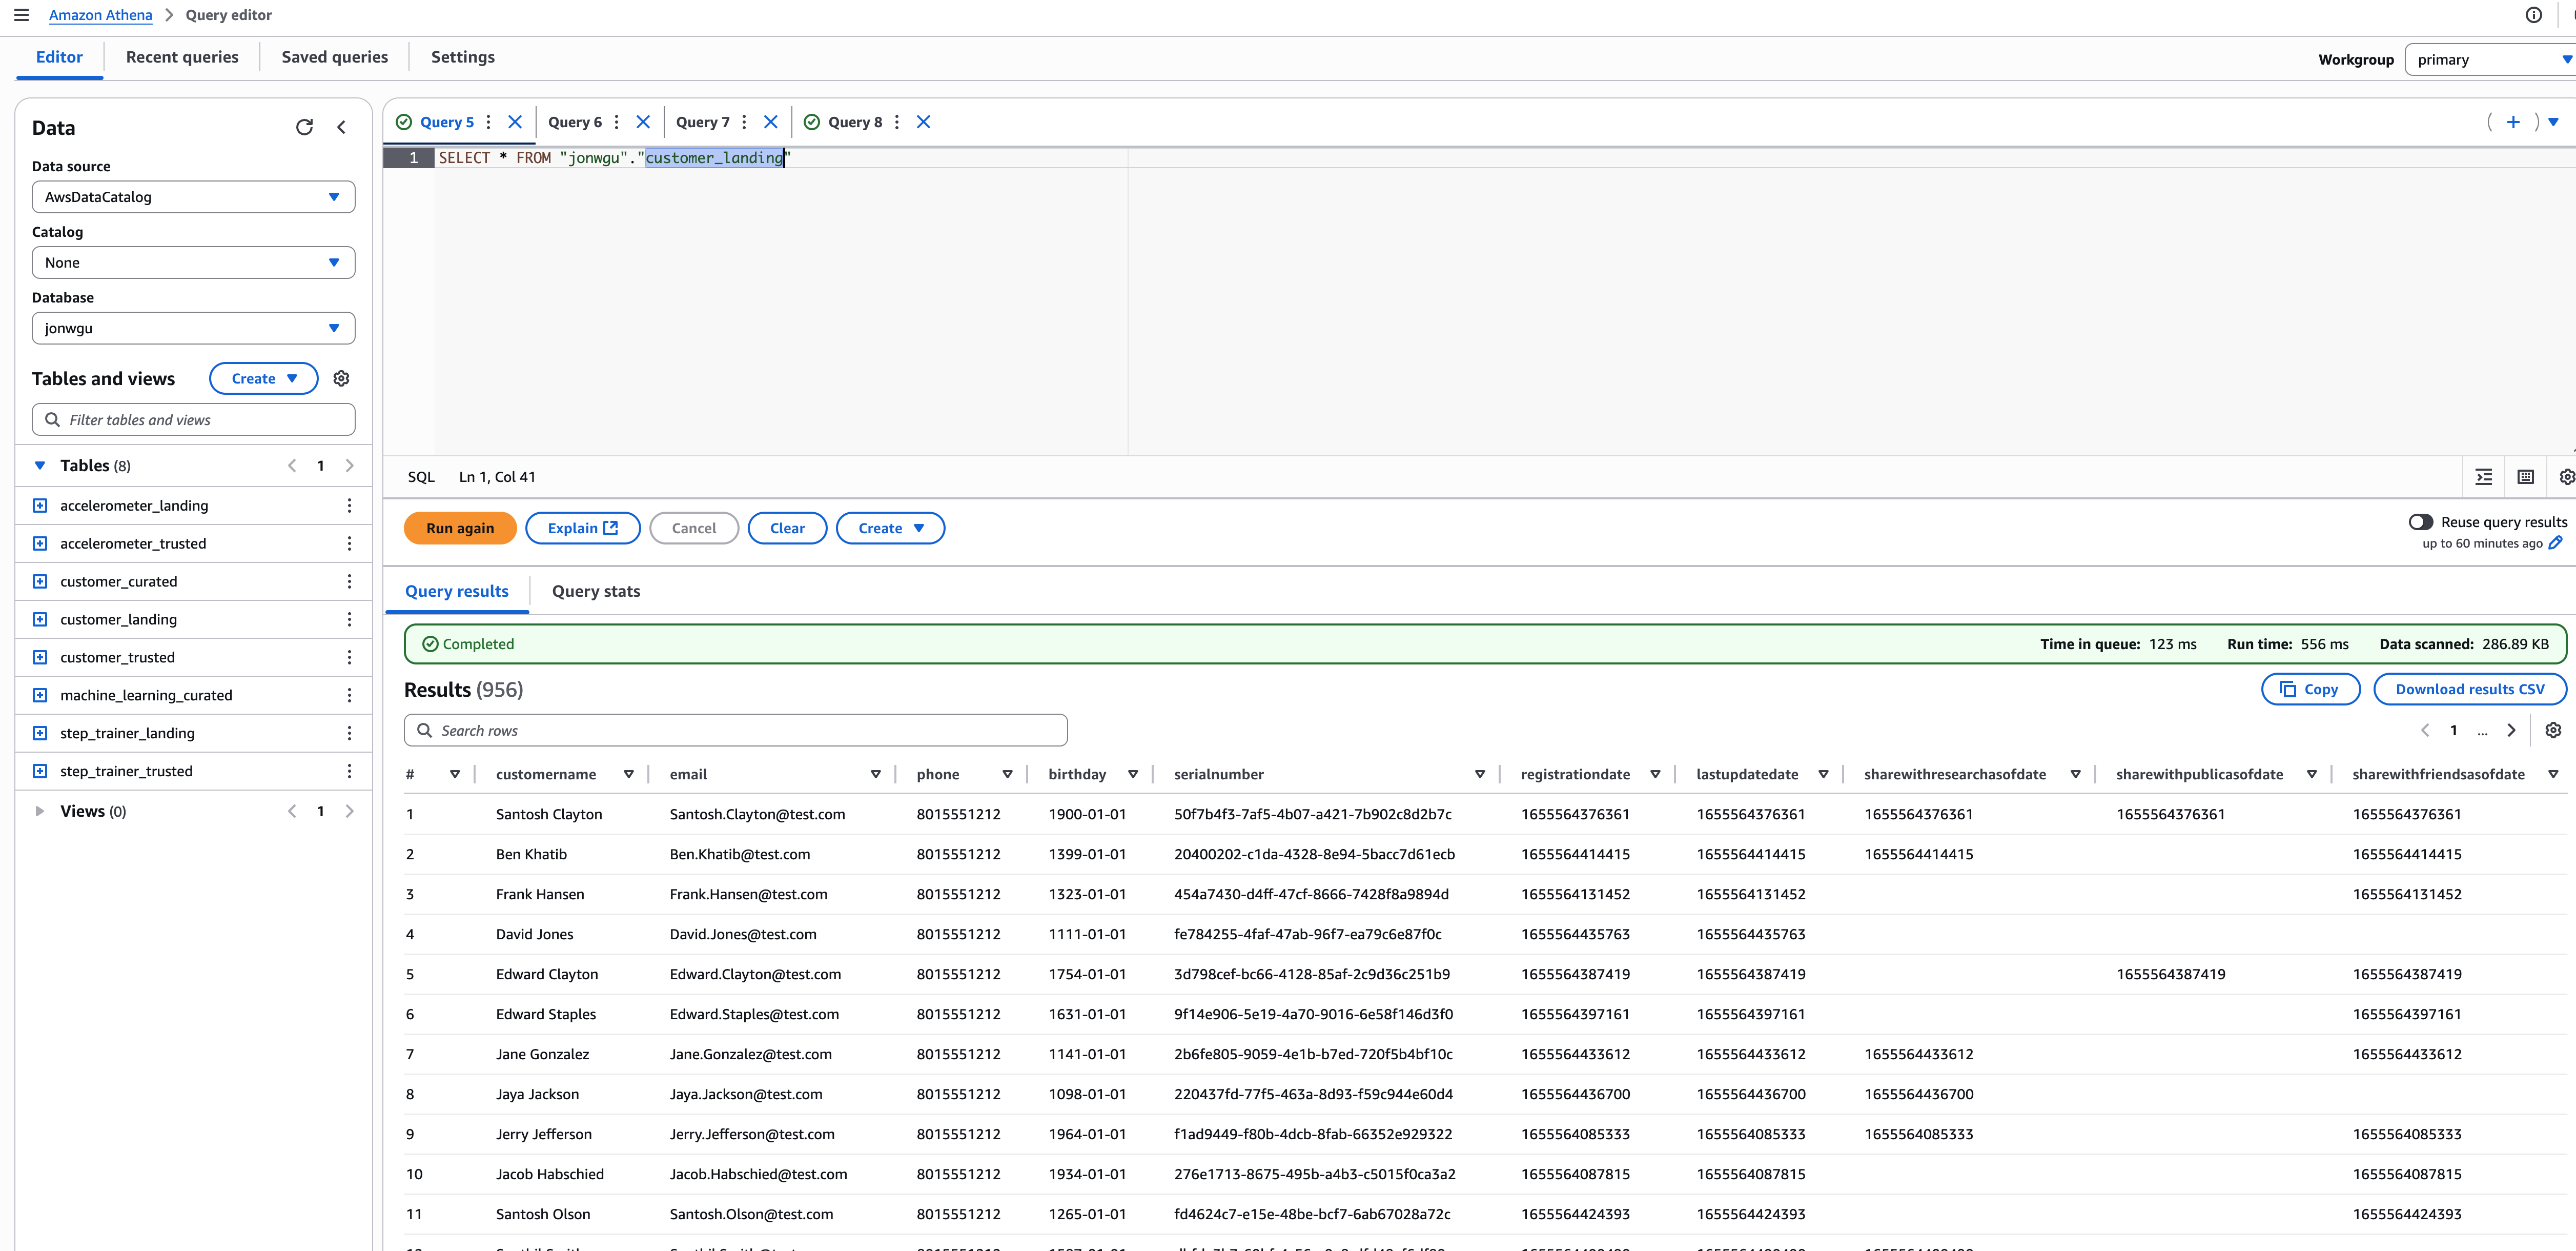 Amazon Athena > Query editor
Editor Recent queries Saved queries Settings Workgroup primary
Data
Data source
AwsDataCatalog
Catalog
None
Database
jonwgu
Tables and views Create
Filter tables and views
Tables (8) < 1 >
accelerometer_landing
accelerometer_trusted
customer_curated
customer_landing
customer_trusted
machine_learning_curated
step_trainer_landing
step_trainer_trusted
Views (0) < 1 >
Query 5 Query 6 Query 7 Query 8
1 SELECT * FROM "jonwgu"."customer_landing"
SQL Ln 1, Col 41
Run again Explain Cancel Clear Create Reuse query results
up to 60 minutes ago
Query results Query stats
Completed Time in queue: 123 ms Run time: 556 ms Data scanned: 286.89 KB
Results (956) Copy Download results CSV
Search rows < 1 ... >
# customername email phone birthday serialnumber registrationdate lastupdatedate sharewithresearchasofdate sharewithpublicasofdate sharewithfriendsasofdate
1 Santosh Clayton Santosh.Clayton@test.com 8015551212 1900-01-01 50f7b4f3-7af5-4b07-a421-7b902c8d2b7c 1655564376361 1655564376361 1655564376361 1655564376361 1655564376361
2 Ben Khatib Ben.Khatib@test.com 8015551212 1399-01-01 20400202-c1da-4328-8e94-5bacc7d61ecb 1655564414415 1655564414415 1655564414415 1655564414415
3 Frank Hansen Frank.Hansen@test.com 8015551212 1323-01-01 454a7430-d4ff-47cf-8666-7428f8a9894d 1655564131452 1655564131452 1655564131452
4 David Jones David.Jones@test.com 8015551212 1111-01-01 fe784255-4faf-47ab-96f7-ea79c6e87f0c 1655564435763 1655564435763
5 Edward Clayton Edward.Clayton@test.com 8015551212 1754-01-01 3d798cef-bc66-4128-85af-2c9d36c251b9 1655564387419 1655564387419 1655564387419 1655564387419
6 Edward Staples Edward.Staples@test.com 8015551212 1631-01-01 9f14e906-5e19-4a70-9016-6e58f146d3f0 1655564397161 1655564397161 1655564397161
7 Jane Gonzalez Jane.Gonzalez@test.com 8015551212 1141-01-01 2b6fe805-9059-4e1b-b7ed-720f5b4bf10c 1655564433612 1655564433612 1655564433612 1655564433612
8 Jaya Jackson Jaya.Jackson@test.com 8015551212 1098-01-01 220437fd-77f5-463a-8d93-f59c944e60d4 1655564436700 1655564436700 1655564436700
9 Jerry Jefferson Jerry.Jefferson@test.com 8015551212 1964-01-01 f1ad9449-f80b-4dcb-8fab-66352e929322 1655564085333 1655564085333 1655564085333 1655564085333
10 Jacob Habschied Jacob.Habschied@test.com 8015551212 1934-01-01 276e1713-8675-495b-a4b3-c5015f0ca3a2 1655564087815 1655564087815 1655564087815
11 Santosh Olson Santosh.Olson@test.com 8015551212 1265-01-01 fd4624c7-e15e-48be-bcf7-6ab67028a72c 1655564424393 1655564424393 1655564424393